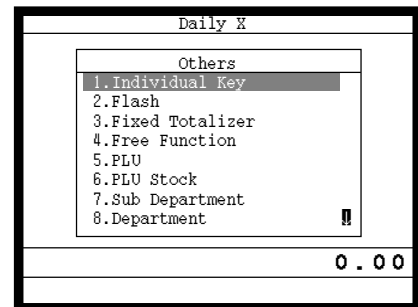 Daily X
Others
1.Individual Key
2.Flash
3.Fixed Totalizer
4.Free Function
5.PLU
6.PLU Stock
7.Sub Department
8.Department
0.00